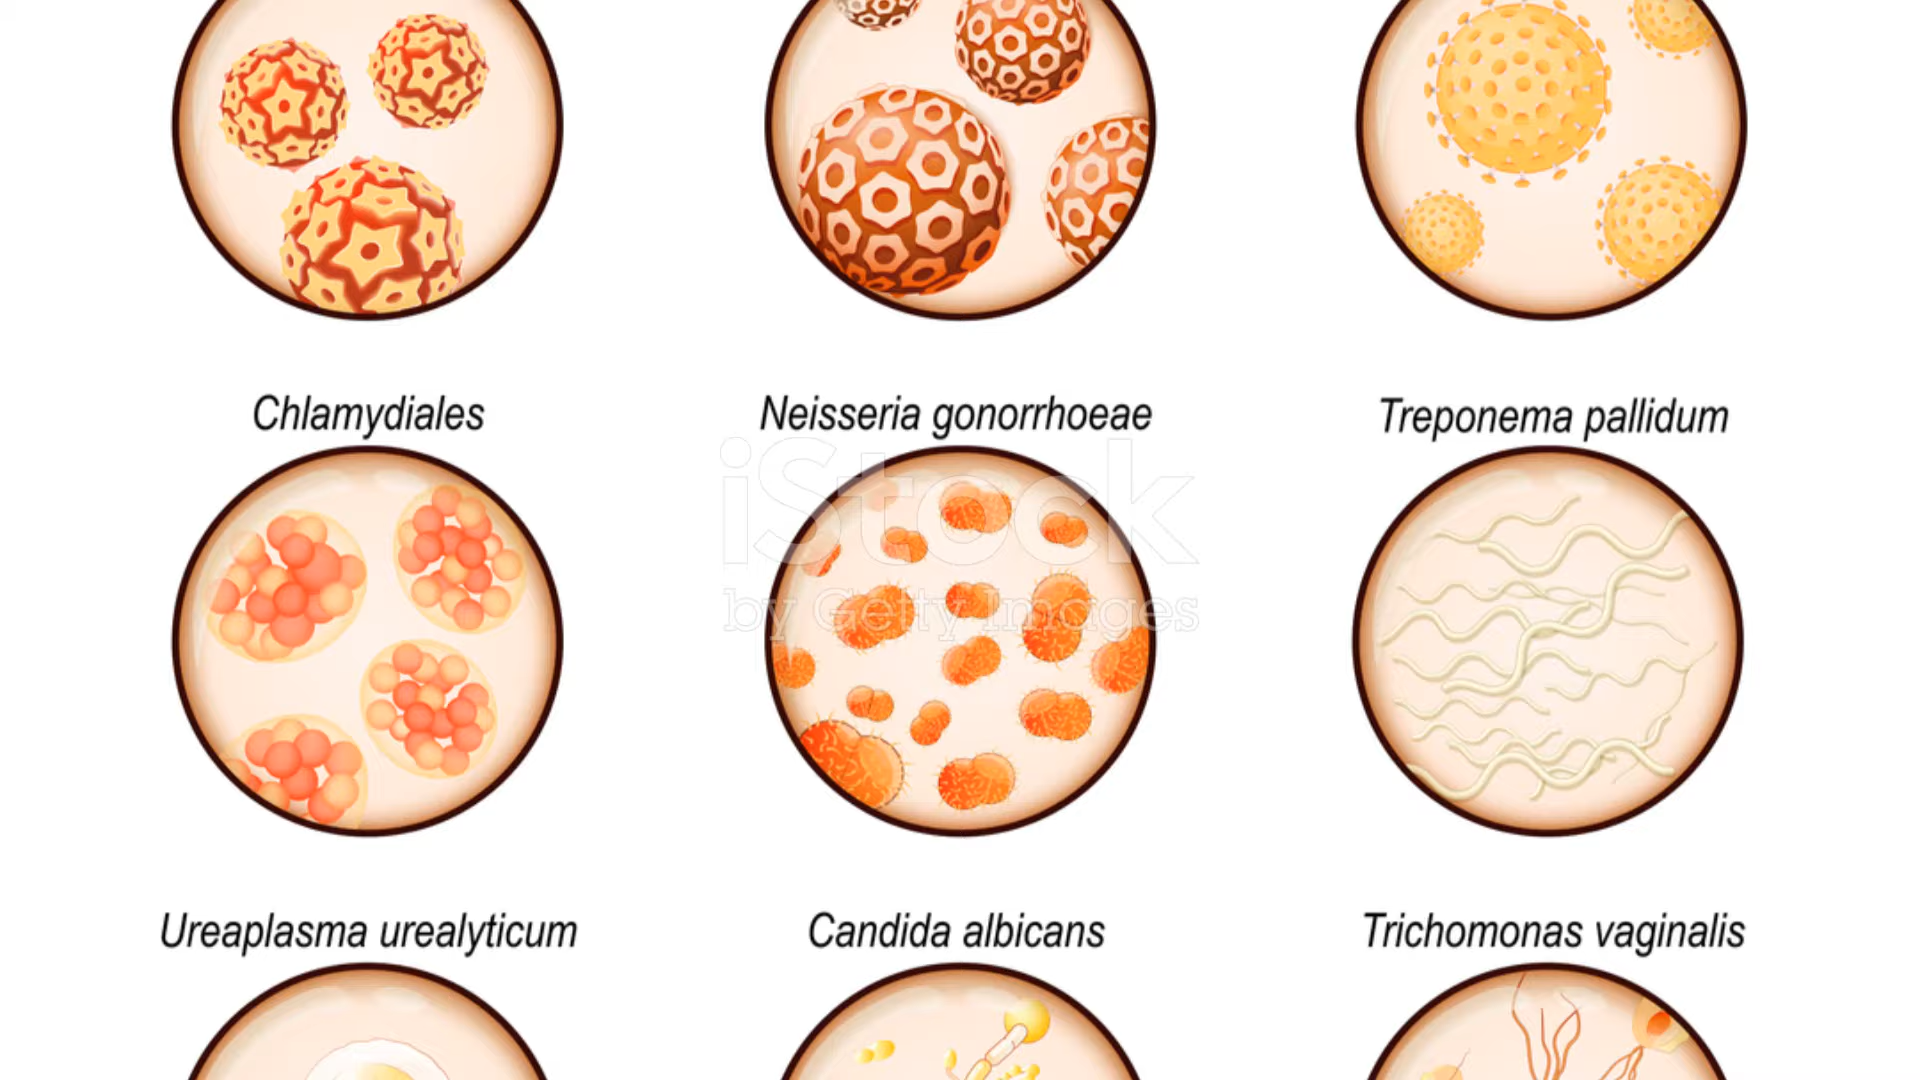 Chlamydiales
Neisseria gonorrhoeae
Treponema pallidum
iStock
by Getty Images
Ureaplasma urealyticum
Candida albicans
Trichomonas vaginalis